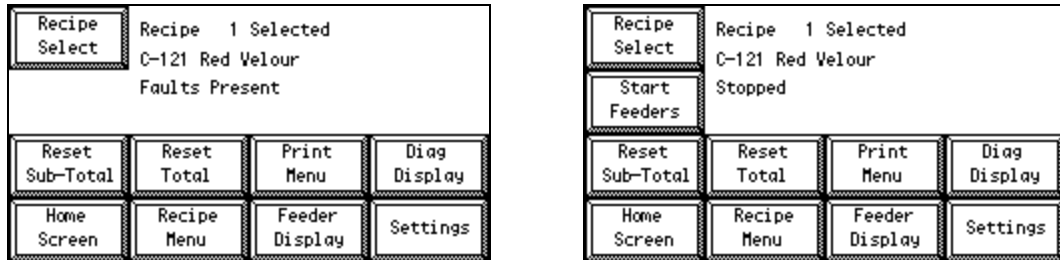 Recipe
Select
Recipe 1 Selected
C-121 Red Velour
Faults Present
Reset
Sub-Total
Reset
Total
Print
Menu
Diag
Display
Home
Screen
Recipe
Menu
Feeder
Display
Settings
Recipe
Select
Recipe 1 Selected
C-121 Red Velour
Start
Feeders
Stopped
Reset
Sub-Total
Reset
Total
Print
Menu
Diag
Display
Home
Screen
Recipe
Menu
Feeder
Display
Settings